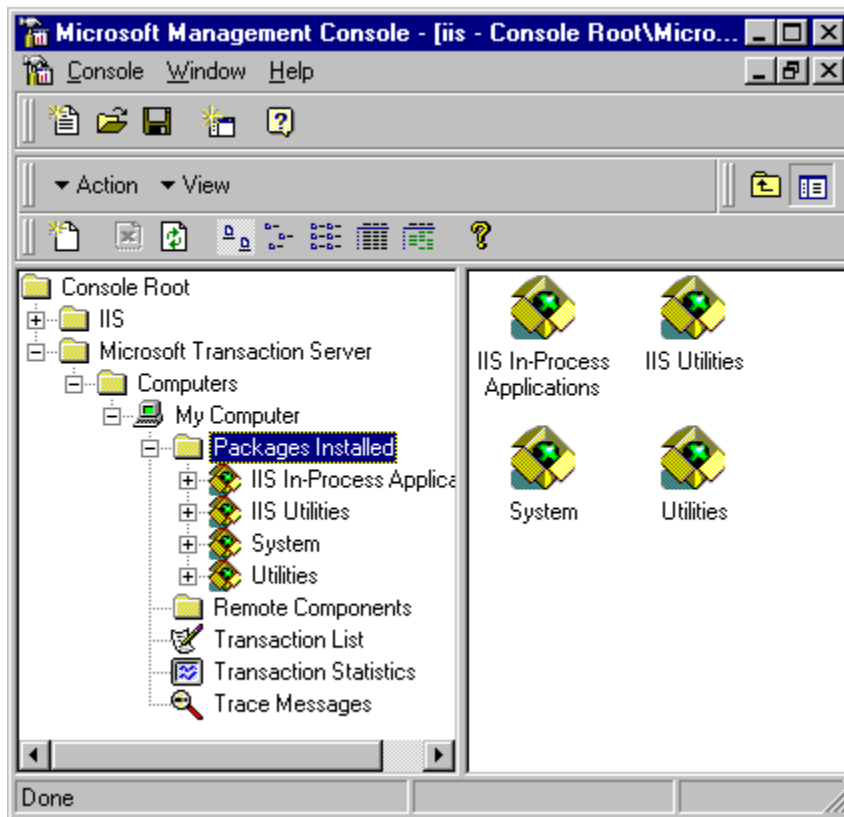 Microsoft Management Console - [iis - Console Root\Micro...
Console Window Help
Action View
Console Root
IIS
Microsoft Transaction Server
Computers
My Computer
Packages Installed
IIS In-Process Applica
IIS Utilities
System
Utilities
Remote Components
Transaction List
Transaction Statistics
Trace Messages
IIS In-Process
Applications
IIS Utilities
System
Utilities
Done